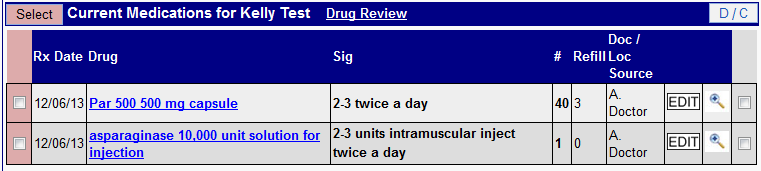 Select Current Medications for Kelly Test Drug Review D / C
Rx Date Drug Sig # Refill Doc / Loc Source
12/06/13 Par 500 500 mg capsule 2-3 twice a day 40 3 A. Doctor EDIT
12/06/13 asparaginase 10,000 unit solution for injection 2-3 units intramuscular inject twice a day 1 0 A. Doctor EDIT